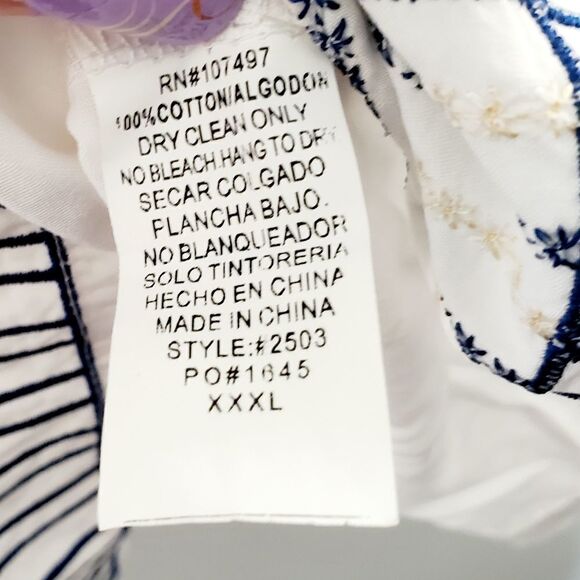 RN#107497
100%COTTON/ALGODON
DRY CLEAN ONLY
NO BLEACH.HANG TO DRY
SECAR COLGADO
PLANCHA BAJO.
NO BLANQUEADOR
SOLO TINTORERIA
HECHO EN CHINA
MADE IN CHINA
STYLE:#2503
PO#1645
XXXL